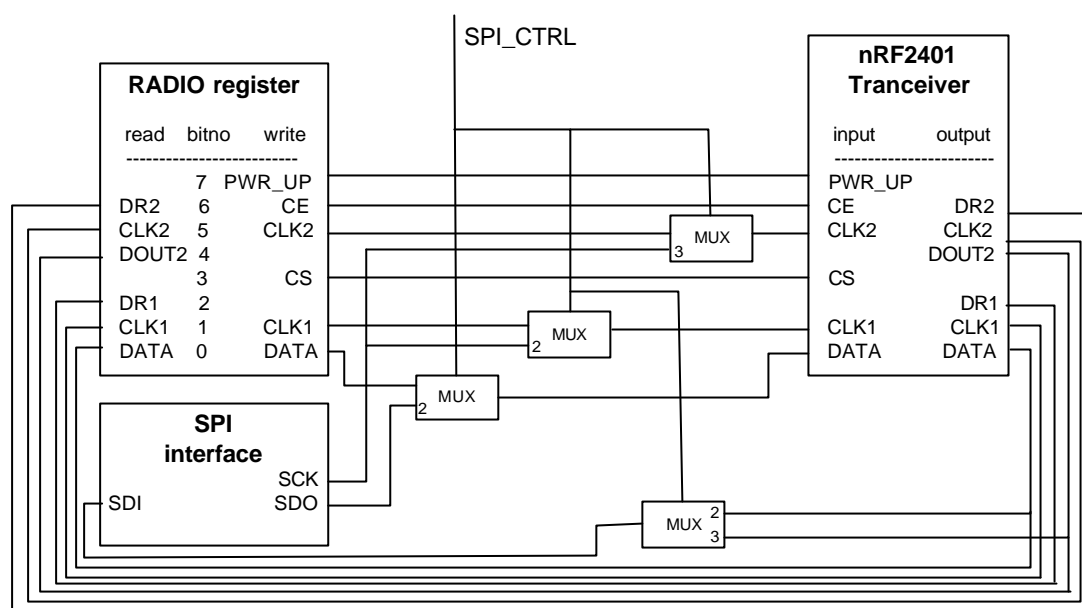 SPI_CTRL
RADIO register
read bitno write
---------------------------
7 PWR_UP
DR2 6 CE
CLK2 5 CLK2
DOUT2 4
3 CS
DR1 2
CLK1 1 CLK1
DATA 0 DATA
SPI
interface
SCK
SDI SDO
nRF2401
Tranceiver
input output
-------------------------
PWR_UP
CE DR2
CLK2 CLK2
DOUT2
CS
DR1
CLK1 CLK1
DATA DATA
MUX
3
MUX
2
MUX
2
MUX 2
3